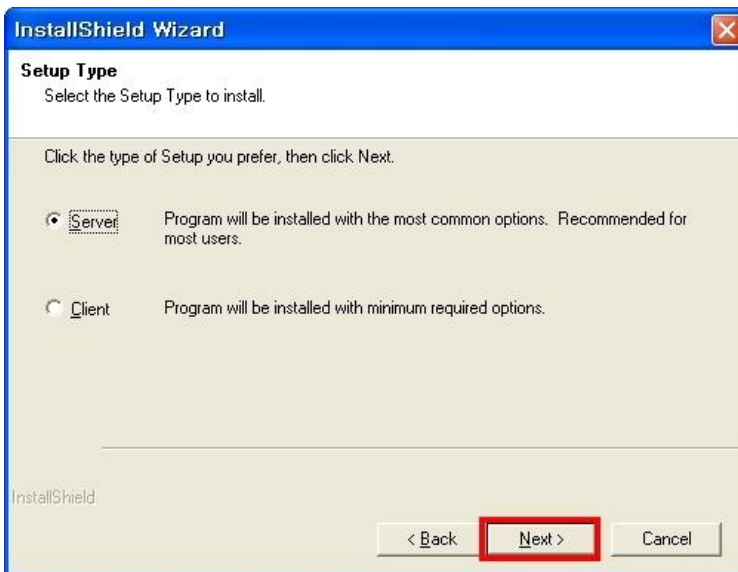 InstallShield Wizard
Setup Type
Select the Setup Type to install.
Click the type of Setup you prefer, then click Next.
Server
Program will be installed with the most common options. Recommended for
most users.
Client
Program will be installed with minimum required options.
InstallShield
< Back
Next >
Cancel